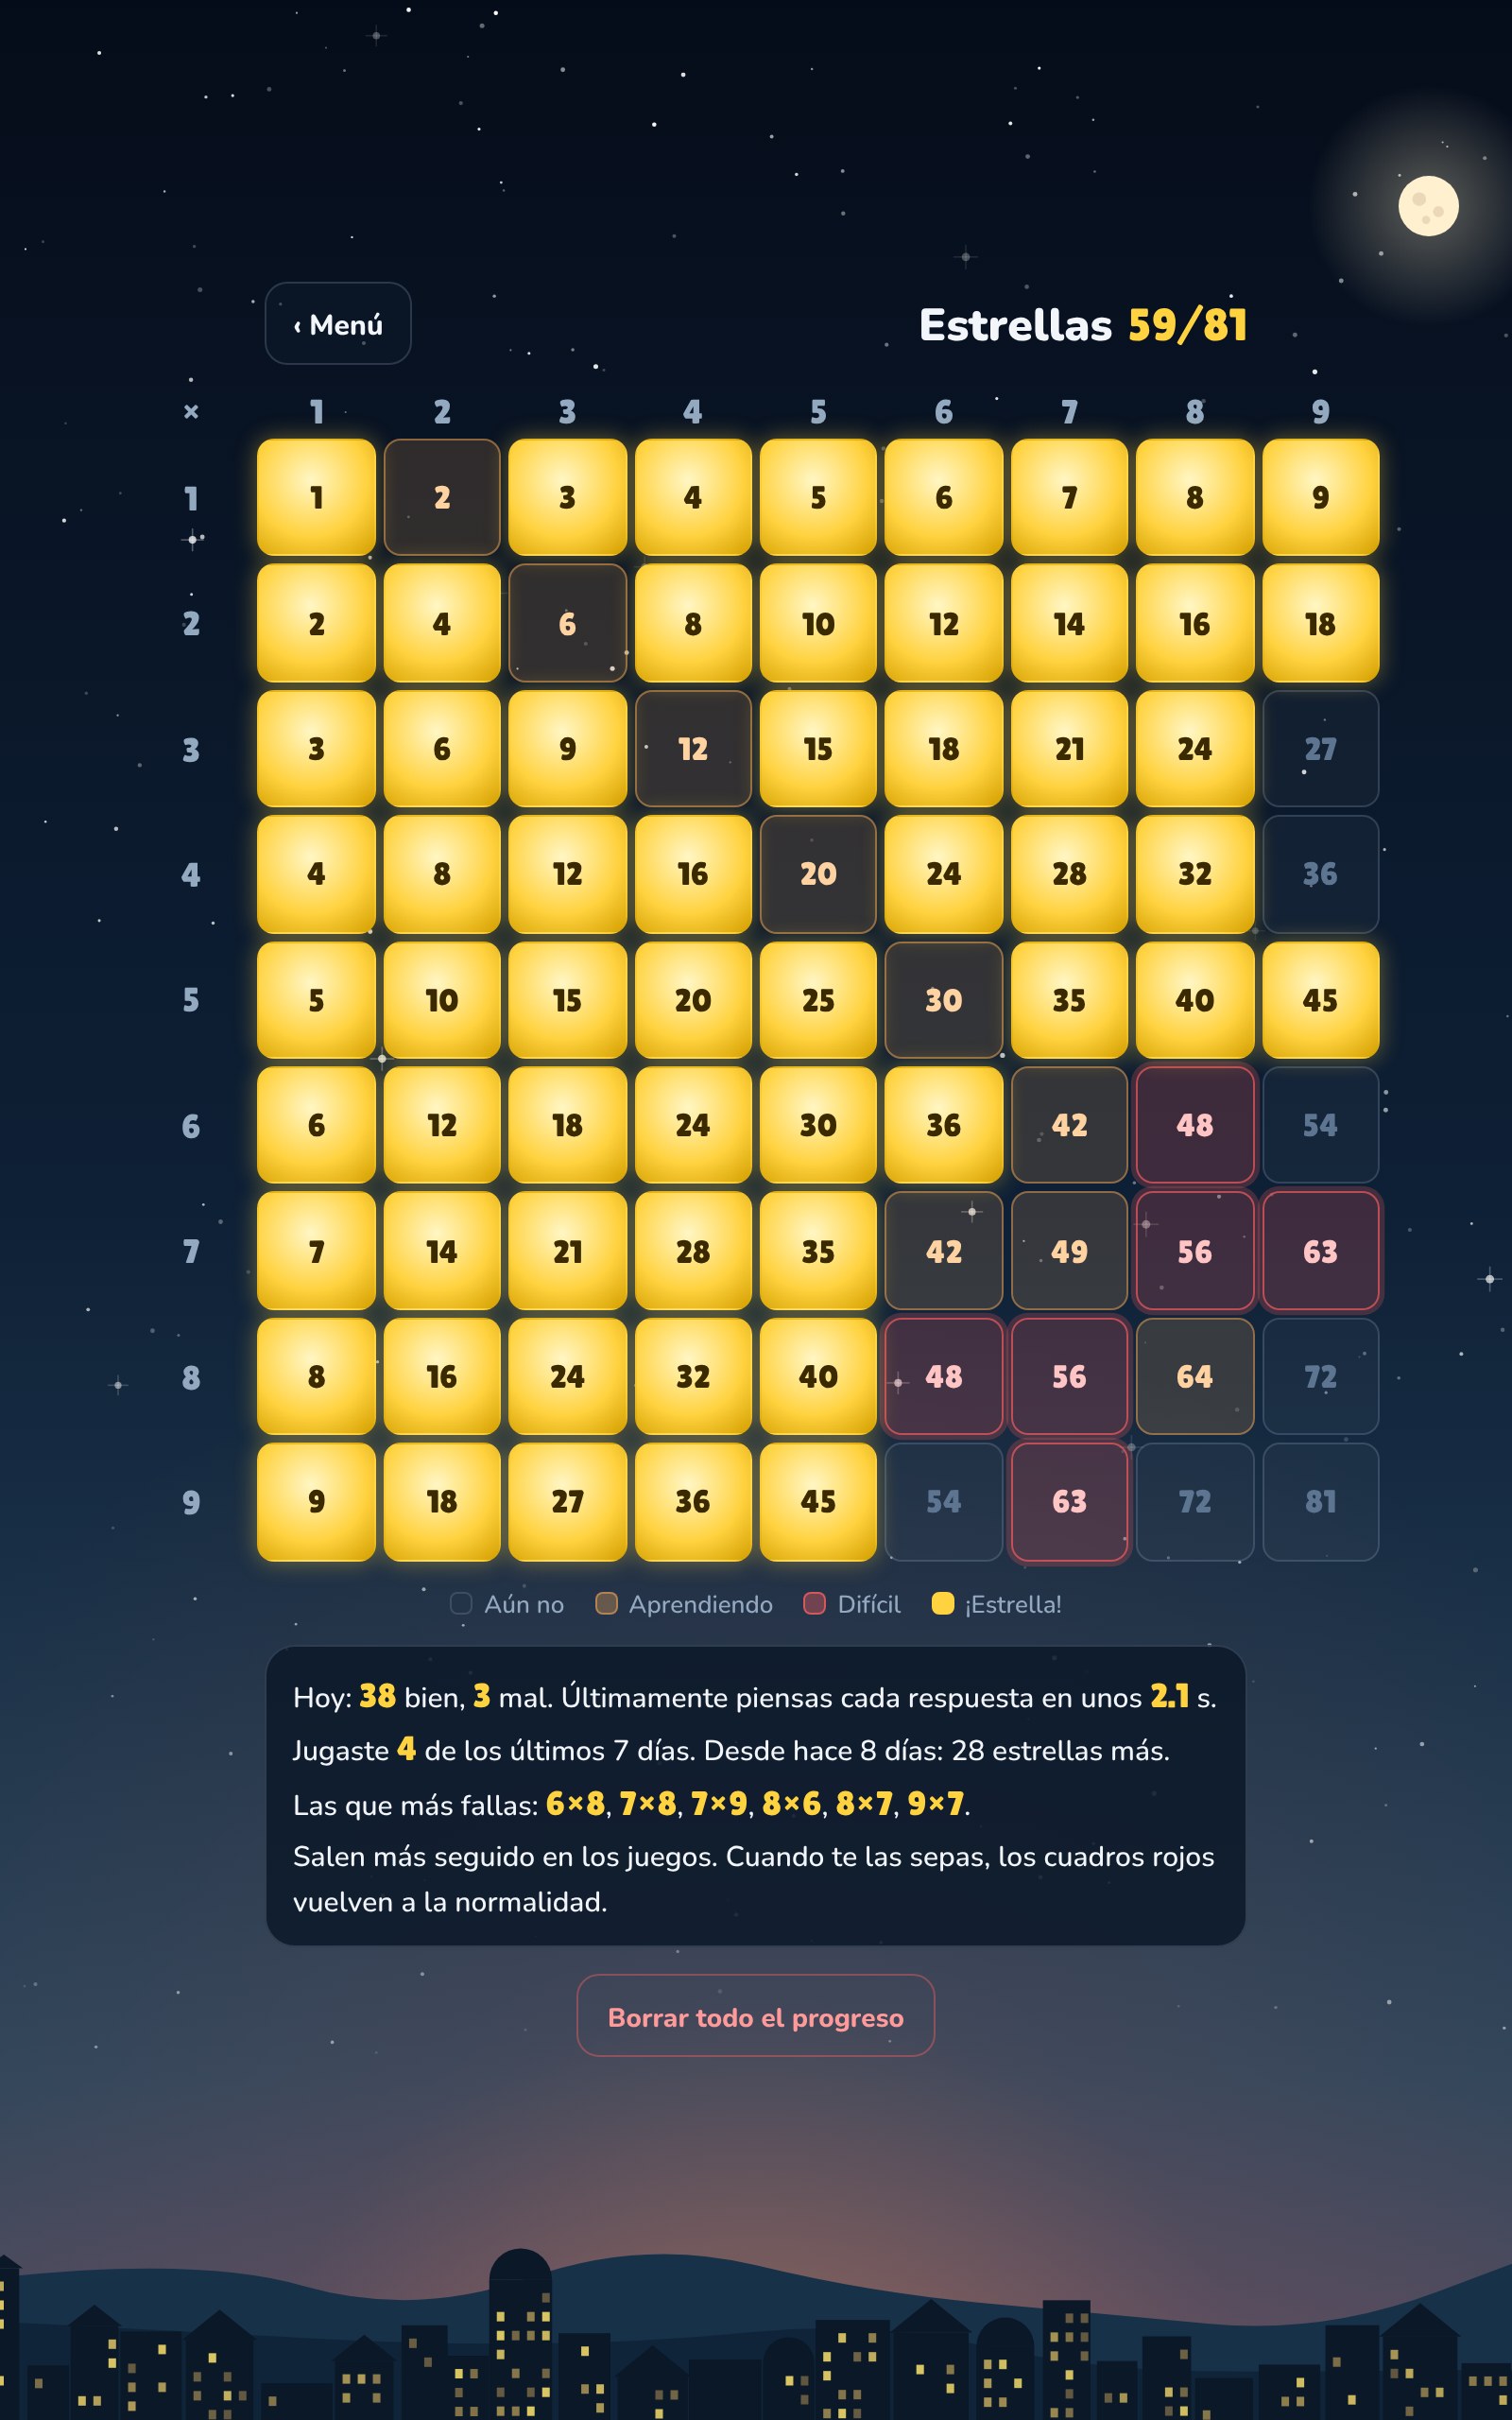 ‹ Menú
Estrellas 59/81
× 1 2 3 4 5 6 7 8 9
1 1 2 3 4 5 6 7 8 9
2 2 4 6 8 10 12 14 16 18
3 3 6 9 12 15 18 21 24 27
4 4 8 12 16 20 24 28 32 36
5 5 10 15 20 25 30 35 40 45
6 6 12 18 24 30 36 42 48 54
7 7 14 21 28 35 42 49 56 63
8 8 16 24 32 40 48 56 64 72
9 9 18 27 36 45 54 63 72 81
Aún no Aprendiendo Difícil ¡Estrella!
Hoy: 38 bien, 3 mal. Últimamente piensas cada respuesta en unos 2.1 s.
Jugaste 4 de los últimos 7 días. Desde hace 8 días: 28 estrellas más.
Las que más fallas: 6×8, 7×8, 7×9, 8×6, 8×7, 9×7.
Salen más seguido en los juegos. Cuando te las sepas, los cuadros rojos
vuelven a la normalidad.
Borrar todo el progreso